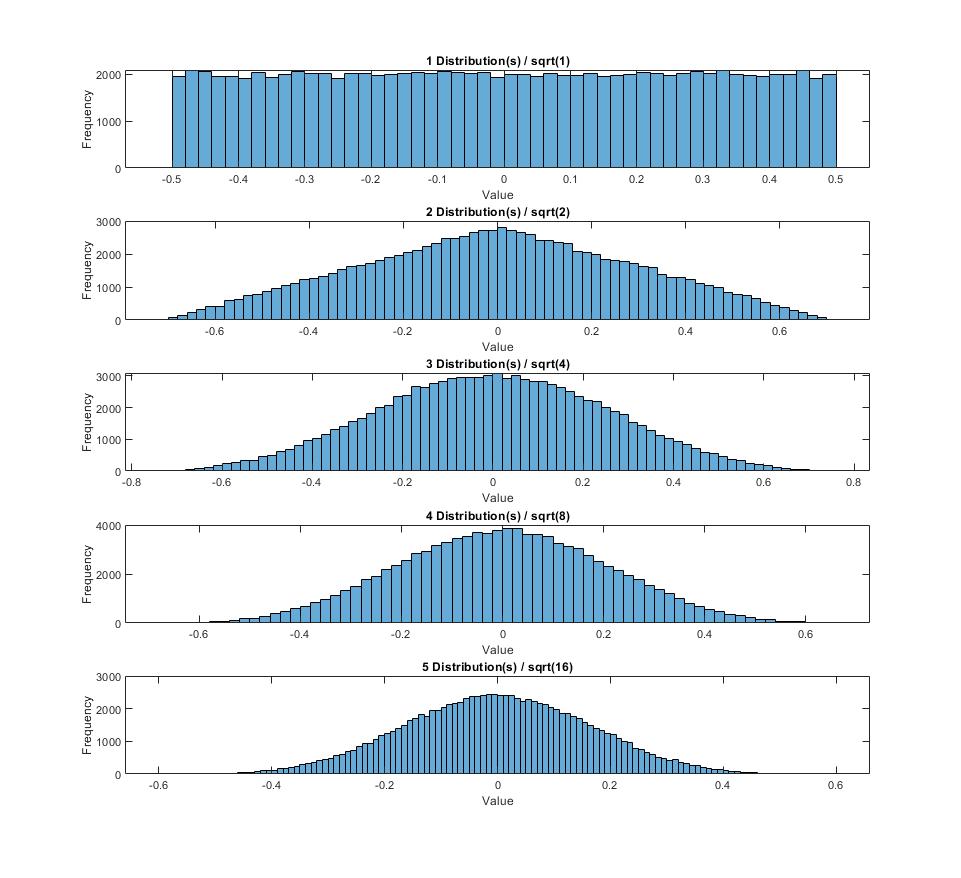 1 Distribution(s) / sqrt(1)
2000
1000
0
Frequency
-0.5 -0.4 -0.3 -0.2 -0.1 0 0.1 0.2 0.3 0.4 0.5
Value
2 Distribution(s) / sqrt(2)
3000
2000
1000
0
Frequency
-0.6 -0.4 -0.2 0 0.2 0.4 0.6
Value
3 Distribution(s) / sqrt(4)
3000
2000
1000
0
Frequency
-0.8 -0.6 -0.4 -0.2 0 0.2 0.4 0.6 0.8
Value
4 Distribution(s) / sqrt(8)
4000
2000
0
Frequency
-0.6 -0.4 -0.2 0 0.2 0.4 0.6
Value
5 Distribution(s) / sqrt(16)
3000
2000
1000
0
Frequency
-0.6 -0.4 -0.2 0 0.2 0.4 0.6
Value